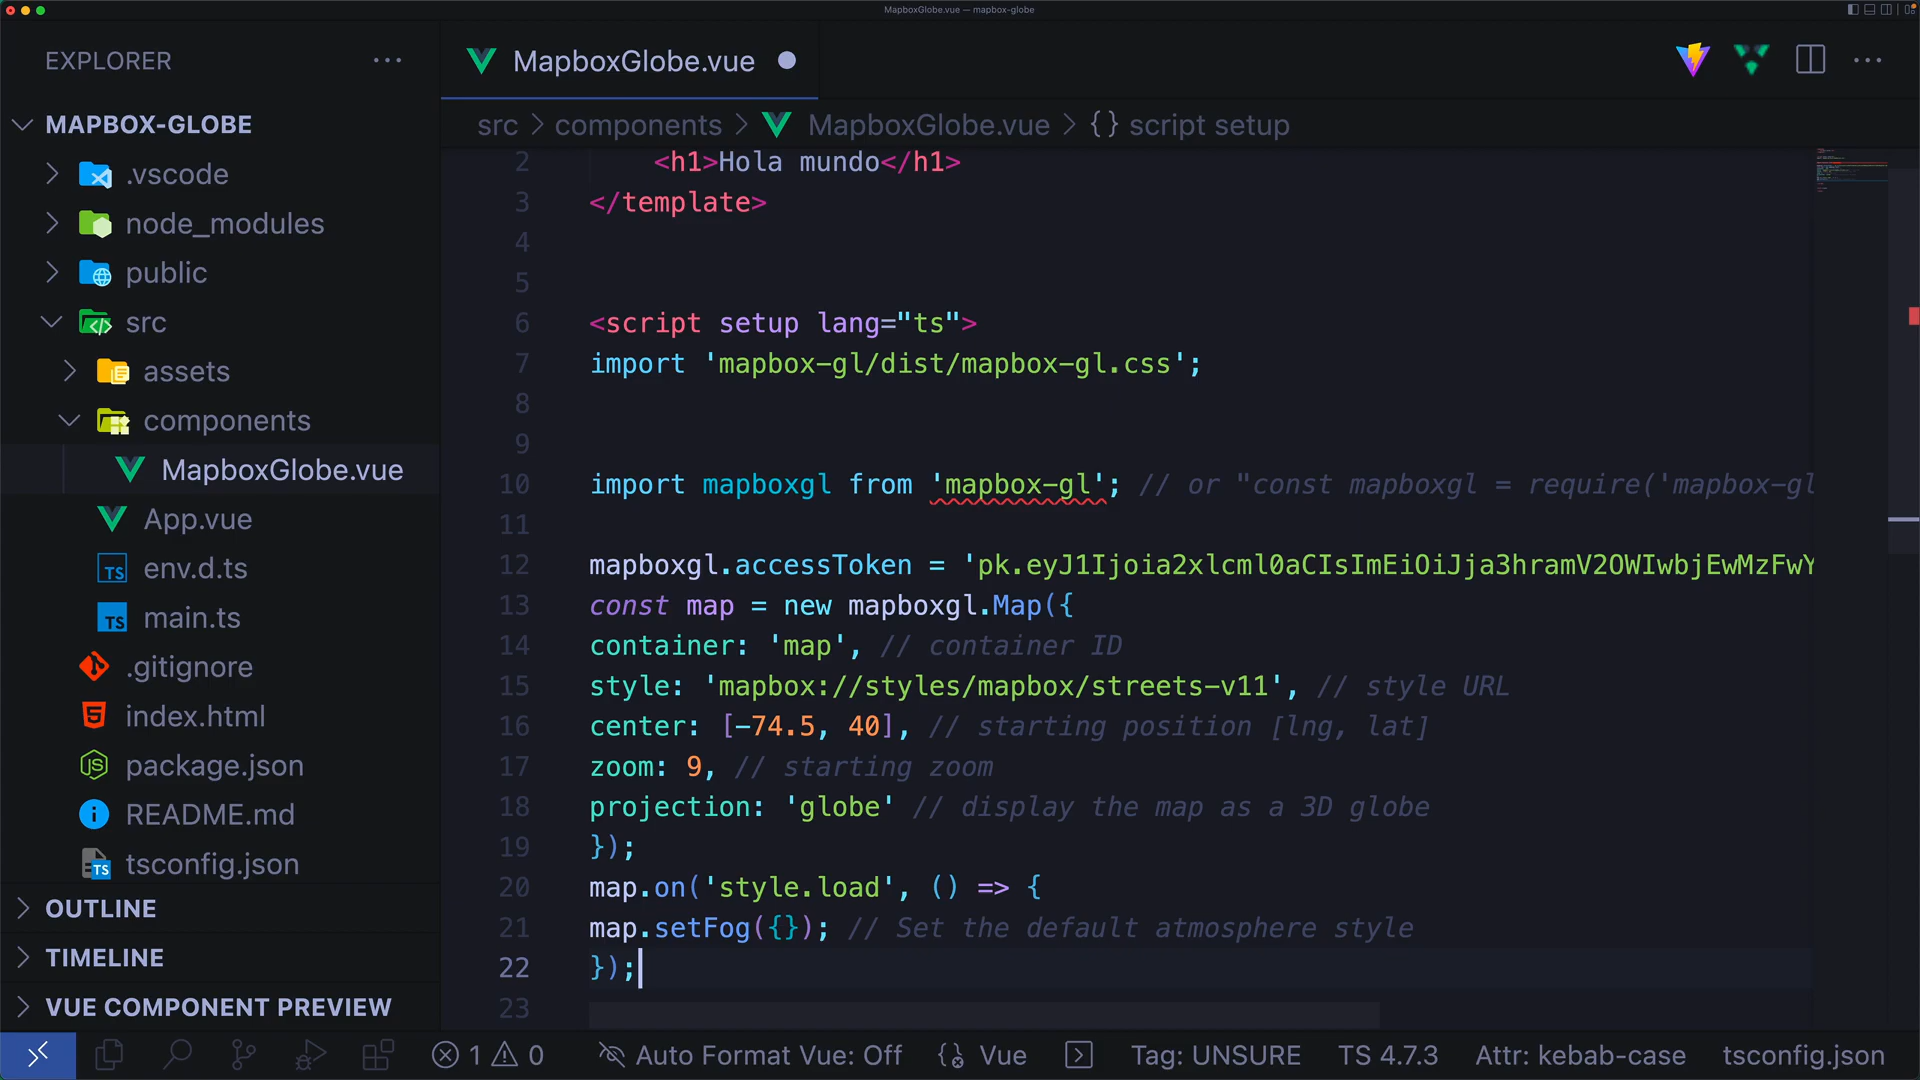 MapboxGlobe.vue — mapbox-globe
EXPLORER
MapboxGlobe.vue
MAPBOX-GLOBE
.vscode
node_modules
public
src
assets
components
MapboxGlobe.vue
App.vue
env.d.ts
main.ts
.gitignore
index.html
package.json
README.md
tsconfig.json
OUTLINE
TIMELINE
VUE COMPONENT PREVIEW
src > components > MapboxGlobe.vue > {} script setup
2 <h1>Hola mundo</h1>
3 </template>
4
5
6 <script setup lang="ts">
7 import 'mapbox-gl/dist/mapbox-gl.css';
8
9
10 import mapboxgl from 'mapbox-gl'; // or "const mapboxgl = require('mapbox-gl
11
12 mapboxgl.accessToken = 'pk.eyJ1Ijoia2xlcml0aCIsImEiOiJja3hramV2OWIwbjEwMzFwY
13 const map = new mapboxgl.Map({
14 container: 'map', // container ID
15 style: 'mapbox://styles/mapbox/streets-v11', // style URL
16 center: [-74.5, 40], // starting position [lng, lat]
17 zoom: 9, // starting zoom
18 projection: 'globe' // display the map as a 3D globe
19 });
20 map.on('style.load', () => {
21 map.setFog({}); // Set the default atmosphere style
22 });
23
1 0 Auto Format Vue: Off Vue Tag: UNSURE TS 4.7.3 Attr: kebab-case tsconfig.json